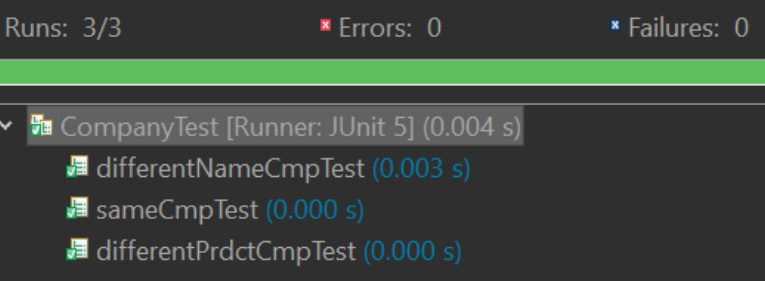 Runs: 3/3 Errors: 0 Failures: 0
CompanyTest [Runner: JUnit 5] (0.004 s)
differentNameCmpTest (0.003 s)
sameCmpTest (0.000 s)
differentPrdctCmpTest (0.000 s)